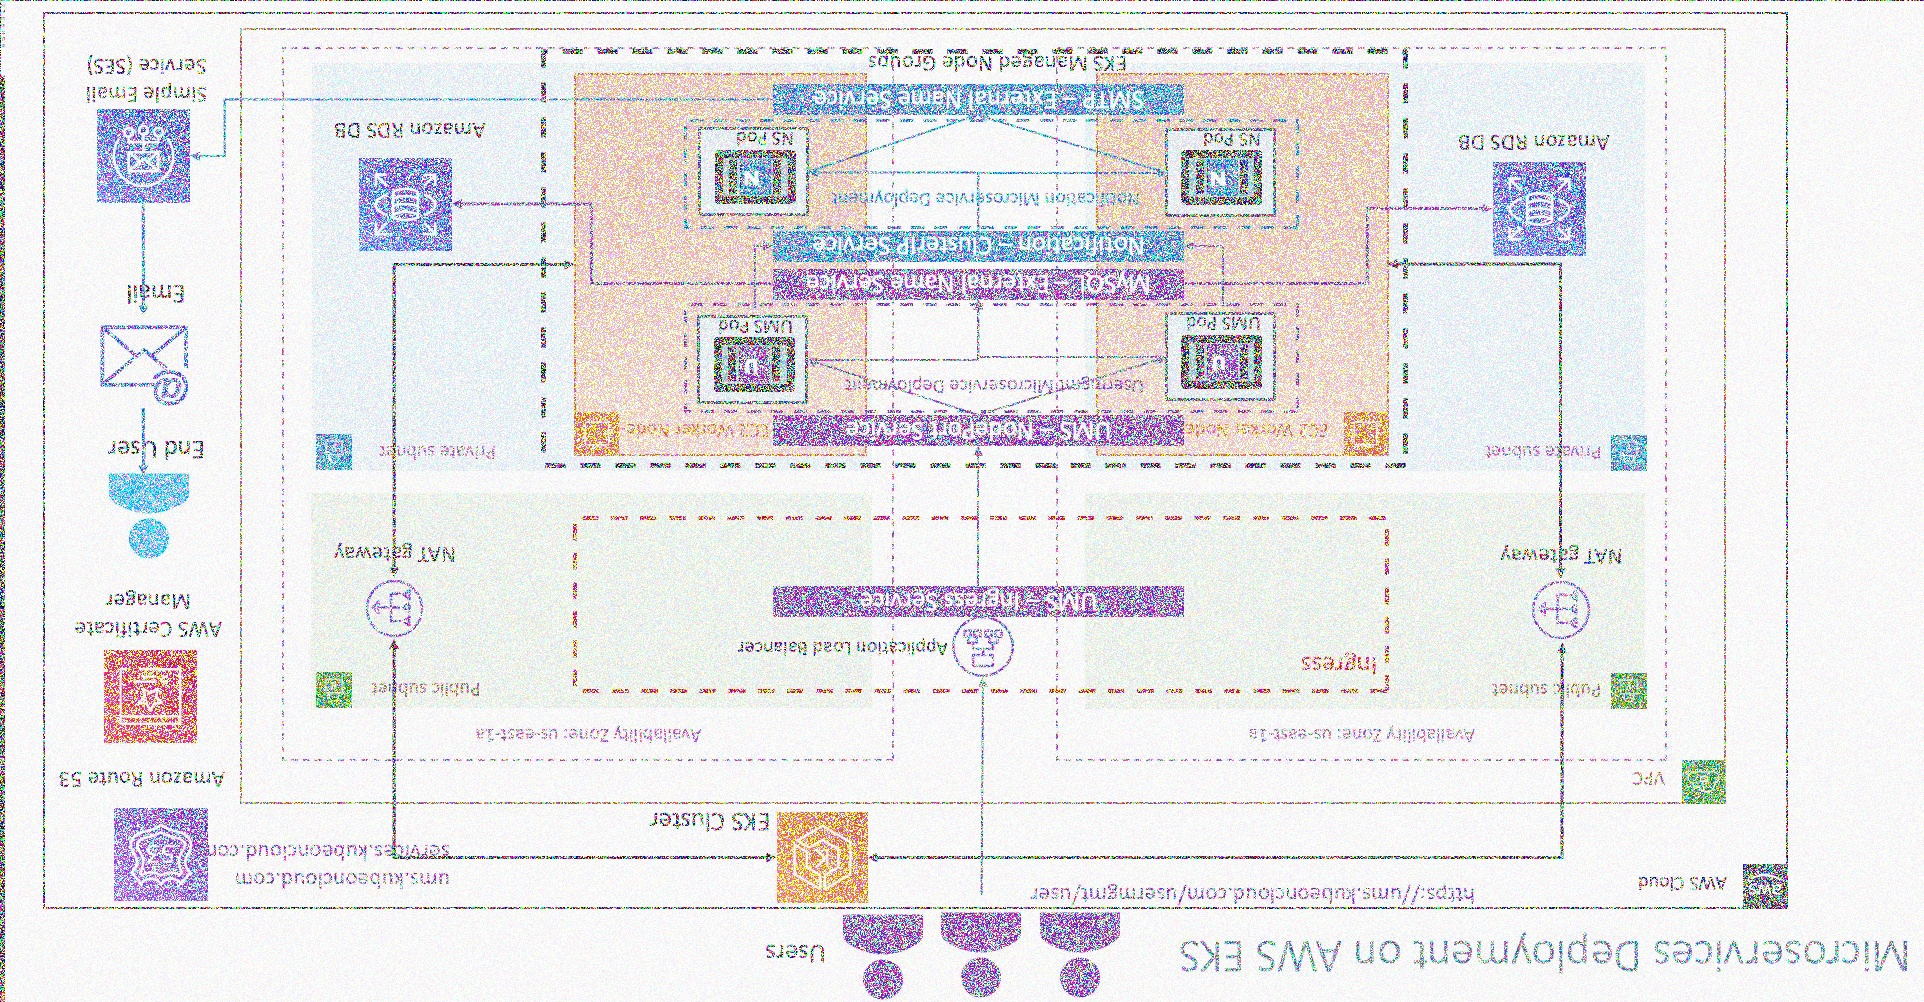 Microservices Deployment on AWS EKS
Users
AWS Cloud
https://ums.kubeoncloud.com/usermgmt/user
ums.kubeoncloud.com
services.kubeoncloud.com
EKS Cluster
Amazon Route 53
VPC
Availability Zone: us-east-1a
Availability Zone: us-east-1a
Public subnet
Public subnet
Ingress
Application Load Balancer
AWS Certificate
Manager
UMS – Ingress Service
NAT gateway
NAT gateway
Private subnet
Private subnet
End User
EC2 Worker Node
UMS – NodePort Service
EC2 Worker Node
Usermgmt Microservice Deployment
U
U
UMS Pod
UMS Pod
Email
MySQL – External Name Service
Notification – ClusterIP Service
Notification Microservice Deployment
N
N
NS Pod
NS Pod
Amazon RDS DB
Amazon RDS DB
SMTP – External Name Service
Simple Email
Service (SES)
EKS Managed Node Groups